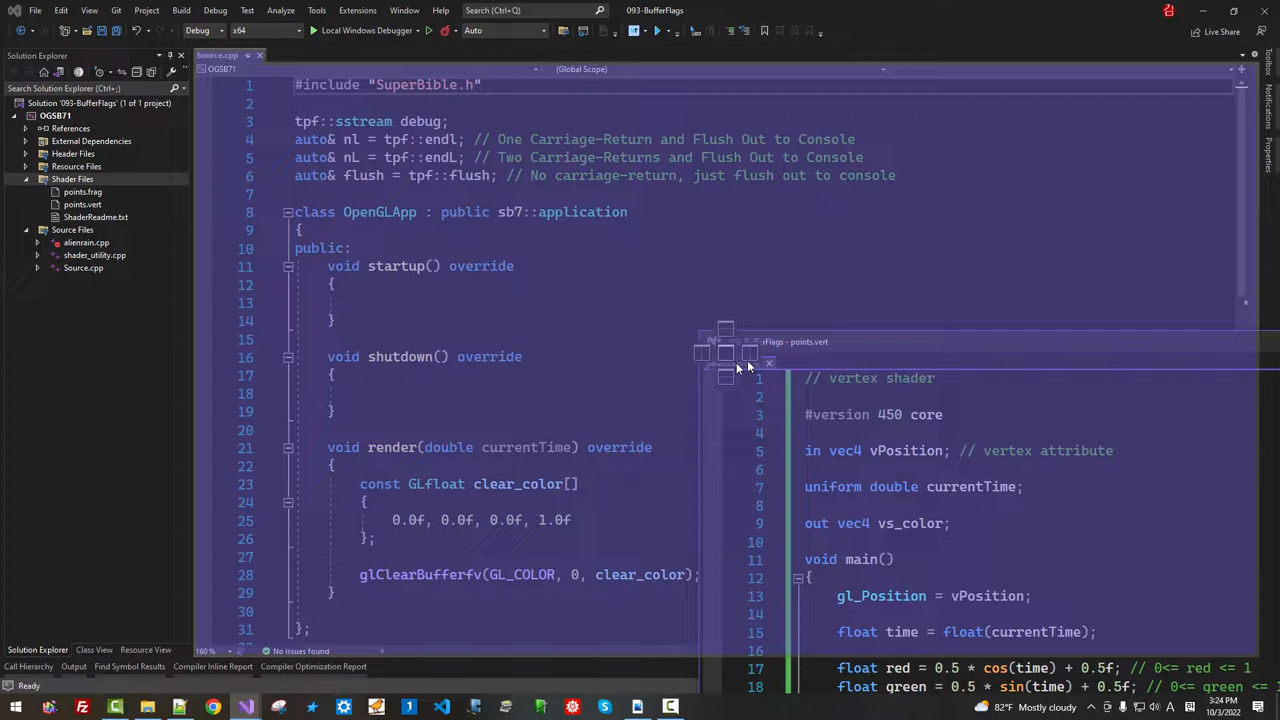 File Edit View Git Project Build Debug Test Analyze Tools Extensions Window Help Search (Ctrl+Q) 093-BufferFlags
Debug x64 Local Windows Debugger Auto Live Share
Solution Explorer
Search Solution Explorer (Ctrl+;)
Solution '093-BufferFlags' (1 of 1 project)
OGSB71
References
External Dependencies
Header Files
Resource Files
Shader Files
points.frag
points.vert
ShaderReadme.txt
Source Files
alienrain.cpp
shader_utility.cpp
Source.cpp
Solution Explorer Class View Resource View
Source.cpp
OGSB71 (Global Scope)
1 #include "SuperBible.h"
2
3 tpf::sstream debug;
4 auto& nl = tpf::endl; // One Carriage-Return and Flush Out to Console
5 auto& nL = tpf::endL; // Two Carriage-Returns and Flush Out to Console
6 auto& flush = tpf::flush; // No carriage-return, just flush out to console
7
8 class OpenGLApp : public sb7::application
9 {
10 public:
11 void startup() override
12 {
13
14 }
15
16 void shutdown() override
17 {
18
19 }
20
21 void render(double currentTime) override
22 {
23 const GLfloat clear_color[]
24 {
25 0.0f, 0.0f, 0.0f, 1.0f
26 };
27
28 glClearBufferfv(GL_COLOR, 0, clear_color);
29 }
30
31 };
160 % No issues found
rFlags - points.vert
1 // vertex shader
2
3 #version 450 core
4
5 in vec4 vPosition; // vertex attribute
6
7 uniform double currentTime;
8
9 out vec4 vs_color;
10
11 void main()
12 {
13 gl_Position = vPosition;
14
15 float time = float(currentTime);
16
17 float red = 0.5 * cos(time) + 0.5f; // 0<= red <= 1
18 float green = 0.5 * sin(time) + 0.5f; // 0<= green <=
Toolbox
Notifications
Properties
Call Hierarchy Output Find Symbol Results Compiler Inline Report Compiler Optimization Report
Ready
82°F Mostly cloudy
3:24 PM
10/3/2022